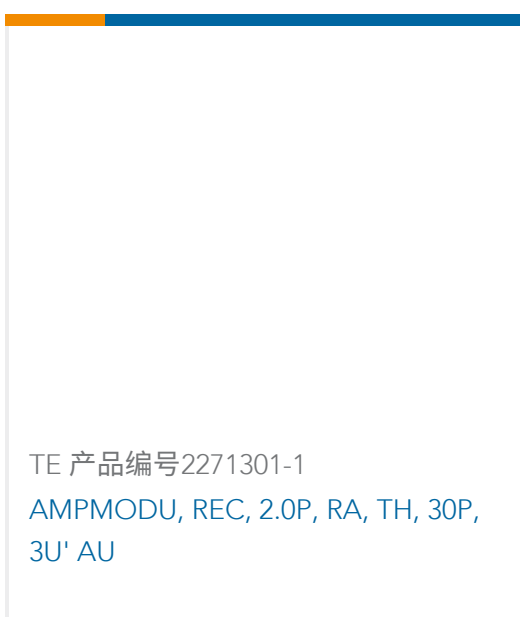 TE 产品编号2271301-1
AMPMODU, REC, 2.0P, RA, TH, 30P,
3U' AU